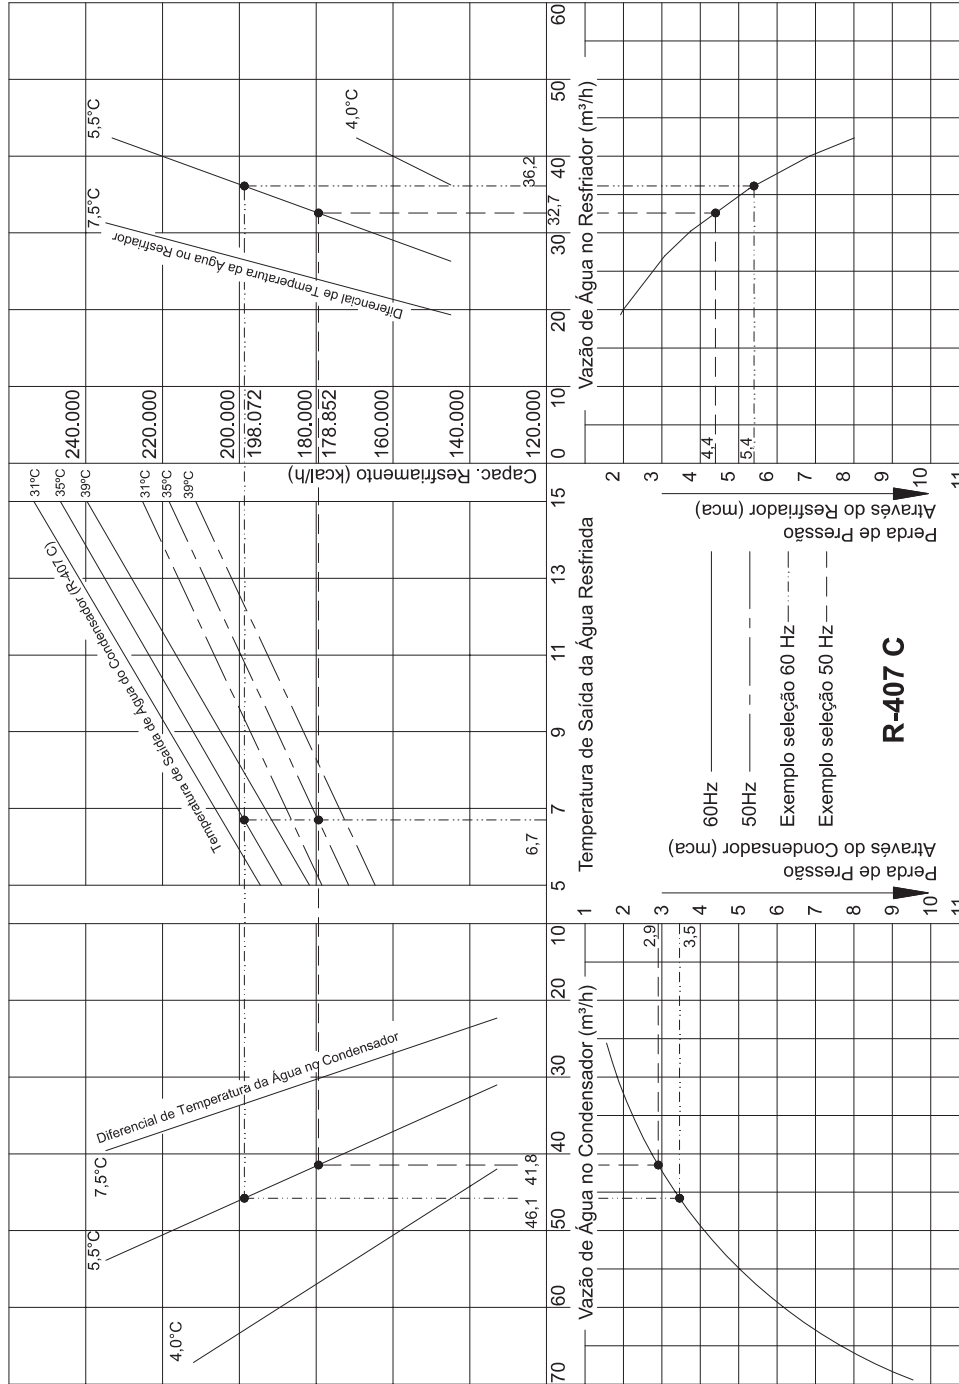 5,5°C
7,5°C
4,0°C
Diferencial de Temperatura da Água no Resfriador
36,2
32,7
0 10 20 30 40 50 60
Vazão de Água no Resfriador (m³/h)
240.000
220.000
200.000
198.072
180.000
178.852
160.000
140.000
120.000
Capac. Resfriamento (kcal/h)
31°C
35°C
39°C
31°C
35°C
39°C
Temperatura de Saída de Água do Condensador (R-407 C)
6,7
5 7 9 11 13 15
Temperatura de Saída da Água Resfriada
7,5°C
5,5°C
4,0°C
Diferencial de Temperatura da Água no Condensador
46,1
41,8
70 60 50 40 30 20 10
Vazão de Água no Condensador (m³/h)
4,4
5,4
2
3
4
5
6
7
8
9
10
11
Perda de Pressão
Através do Resfriador (mca)
60Hz
50Hz
Exemplo seleção 60 Hz
Exemplo seleção 50 Hz
R-407 C
Perda de Pressão
Através do Condensador (mca)
1
2
3
4
5
6
7
8
9
10
11
2,9
3,5